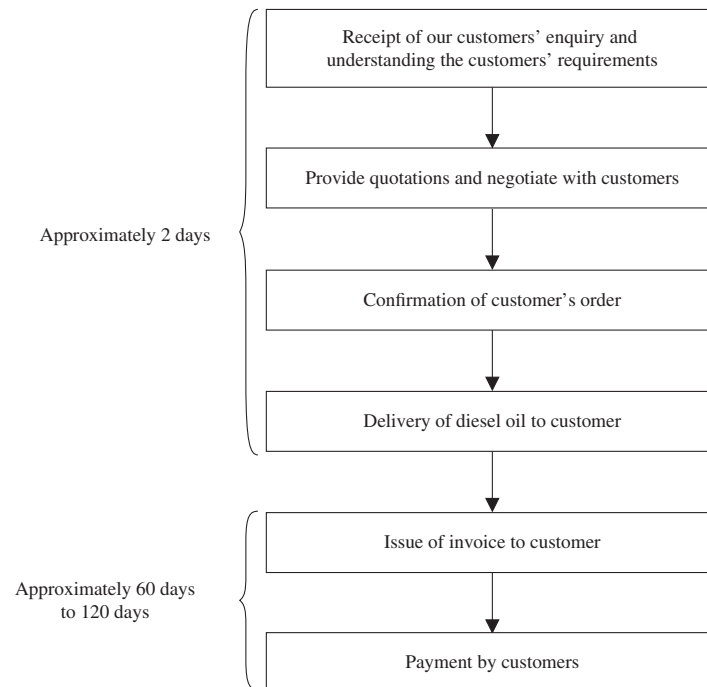 Receipt of our customers’ enquiry and
understanding the customers’ requirements
Provide quotations and negotiate with customers
Approximately 2 days
Confirmation of customer’s order
Delivery of diesel oil to customer
Issue of invoice to customer
Approximately 60 days
to 120 days
Payment by customers